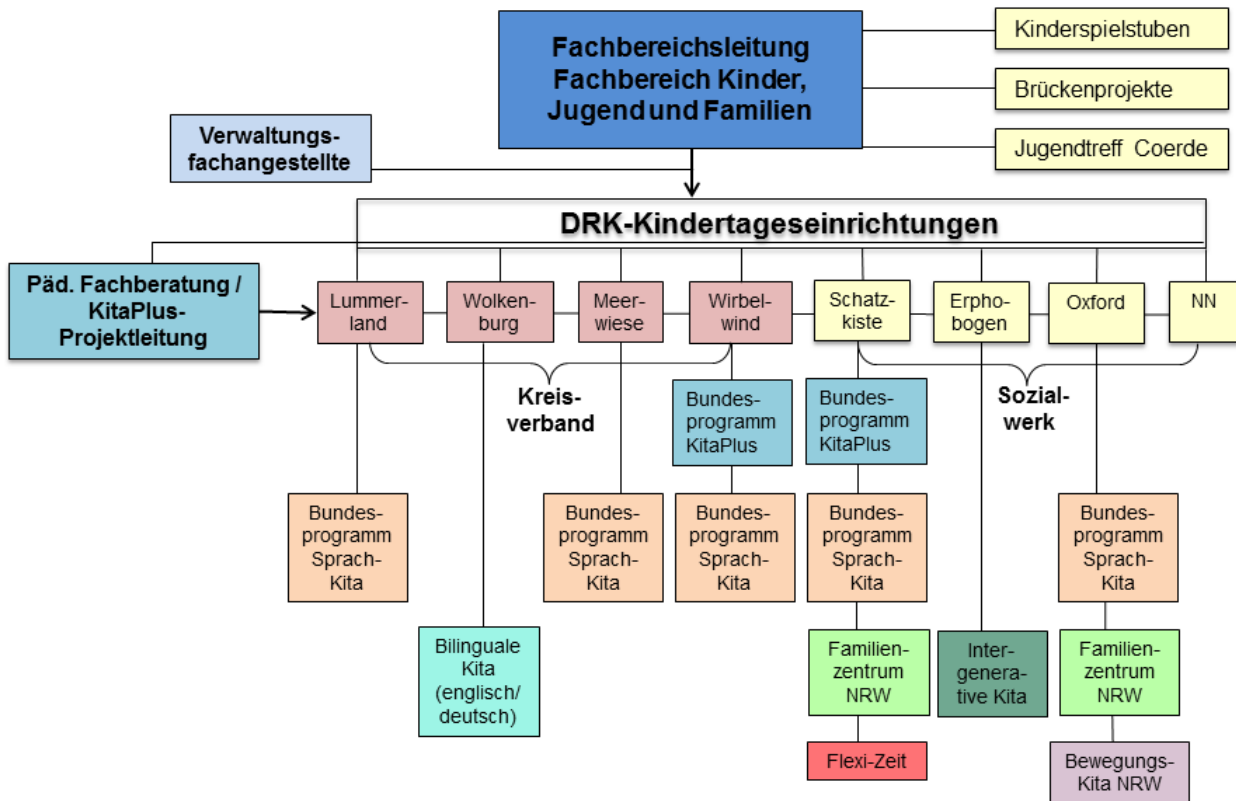 Fachbereichsleitung
Fachbereich Kinder,
Jugend und Familien
Kinderspielstuben
Brückenprojekte
Jugendtreff Coerde
Verwaltungs-
fachangestellte
DRK-Kindertageseinrichtungen
Päd. Fachberatung /
KitaPlus-
Projektleitung
Lummer-
land
Wolken-
burg
Meer-
wiese
Wirbel-
wind
Schatz-
kiste
Erpho-
bogen
Oxford
NN
Kreis-
verband
Sozial-
werk
Bundes-
programm
KitaPlus
Bundes-
programm
KitaPlus
Bundes-
programm
Sprach-
Kita
Bundes-
programm
Sprach-
Kita
Bundes-
programm
Sprach-
Kita
Bundes-
programm
Sprach-
Kita
Bundes-
programm
Sprach-
Kita
Bilinguale
Kita
(englisch/
deutsch)
Familien-
zentrum
NRW
Inter-
genera-
tive Kita
Familien-
zentrum
NRW
Flexi-Zeit
Bewegungs-
Kita NRW